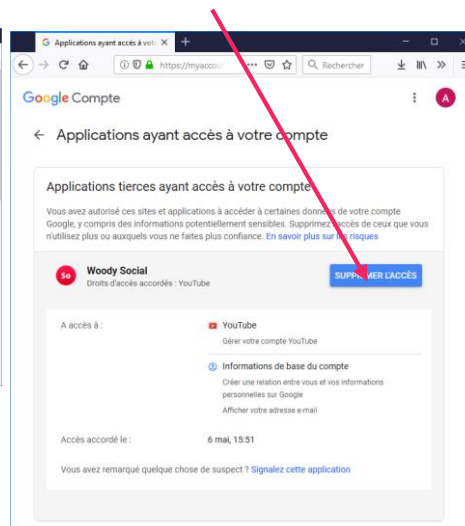 Applications ayant accès à votr
https://myaccou
Rechercher
Google Compte
A
Applications ayant accès à votre compte
Applications tierces ayant accès à votre compte
Vous avez autorisé ces sites et applications à accéder à certaines données de votre compte
Google, y compris des informations potentiellement sensibles. Supprimez l'accès de ceux que vous
n'utilisez plus ou auxquels vous ne faites plus confiance. En savoir plus sur les risques
So
Woody Social
Droits d'accès accordés : YouTube
SUPPRIMER L'ACCÈS
A accès à :
YouTube
Gérer votre compte YouTube
Informations de base du compte
Créer une relation entre vous et vos informations
personnelles sur Google
Afficher votre adresse e-mail
Accès accordé le :
6 mai, 15:51
Vous avez remarqué quelque chose de suspect ? Signalez cette application